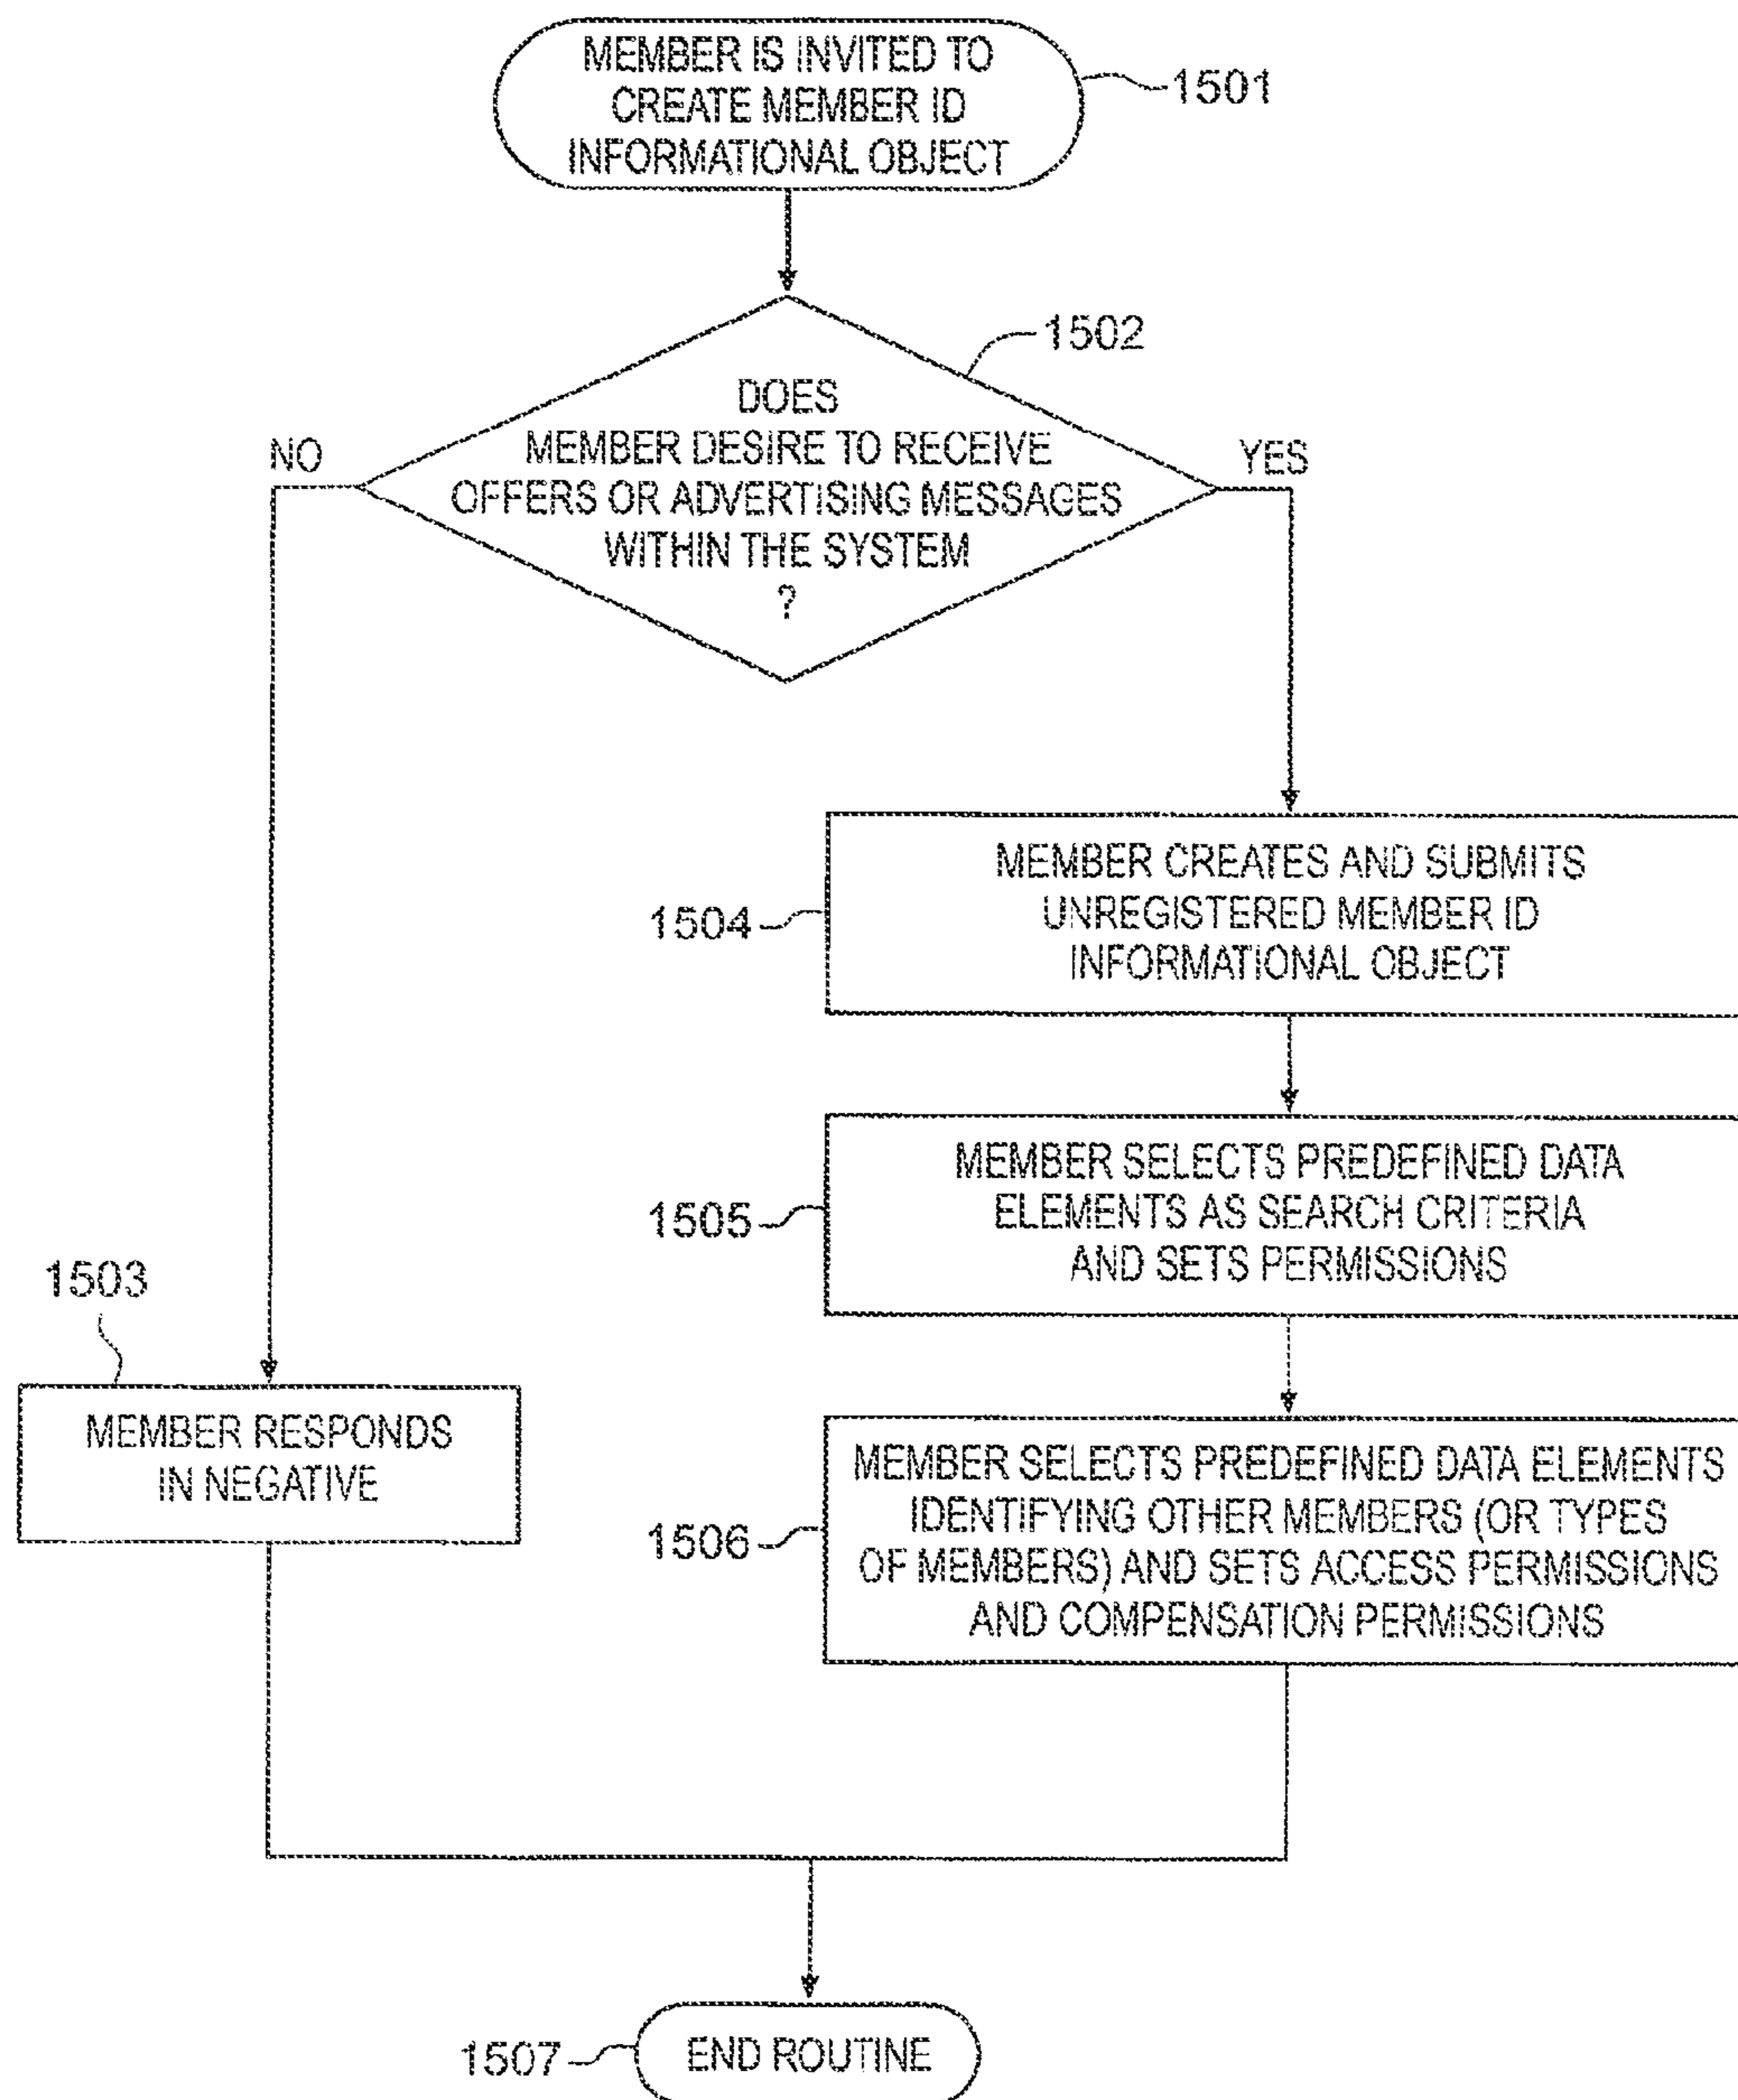 MEMBER IS INVITED TO
CREATE MEMBER ID
INFORMATIONAL OBJECT
1501
1502
DOES
MEMBER DESIRE TO RECEIVE
OFFERS OR ADVERTISING MESSAGES
WITHIN THE SYSTEM
?
NO
YES
1504
MEMBER CREATES AND SUBMITS
UNREGISTERED MEMBER ID
INFORMATIONAL OBJECT
1505
MEMBER SELECTS PREDEFINED DATA
ELEMENTS AS SEARCH CRITERIA
AND SETS PERMISSIONS
1503
MEMBER RESPONDS
IN NEGATIVE
1506
MEMBER SELECTS PREDEFINED DATA ELEMENTS
IDENTIFYING OTHER MEMBERS (OR TYPES
OF MEMBERS) AND SETS ACCESS PERMISSIONS
AND COMPENSATION PERMISSIONS
1507
END ROUTINE